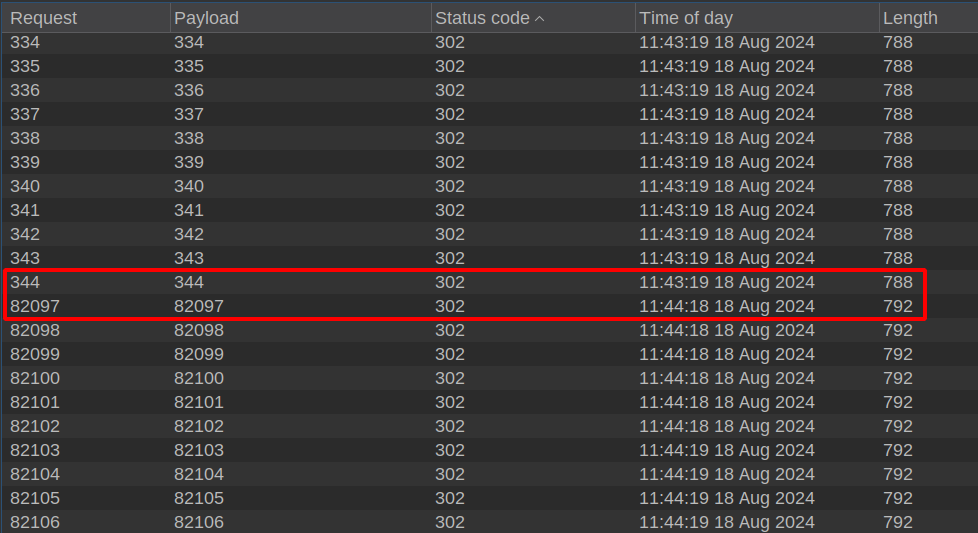 Request Payload Status code Time of day Length
334 334 302 11:43:19 18 Aug 2024 788
335 335 302 11:43:19 18 Aug 2024 788
336 336 302 11:43:19 18 Aug 2024 788
337 337 302 11:43:19 18 Aug 2024 788
338 338 302 11:43:19 18 Aug 2024 788
339 339 302 11:43:19 18 Aug 2024 788
340 340 302 11:43:19 18 Aug 2024 788
341 341 302 11:43:19 18 Aug 2024 788
342 342 302 11:43:19 18 Aug 2024 788
343 343 302 11:43:19 18 Aug 2024 788
344 344 302 11:43:19 18 Aug 2024 788
82097 82097 302 11:44:18 18 Aug 2024 792
82098 82098 302 11:44:18 18 Aug 2024 792
82099 82099 302 11:44:18 18 Aug 2024 792
82100 82100 302 11:44:18 18 Aug 2024 792
82101 82101 302 11:44:18 18 Aug 2024 792
82102 82102 302 11:44:18 18 Aug 2024 792
82103 82103 302 11:44:18 18 Aug 2024 792
82104 82104 302 11:44:19 18 Aug 2024 792
82105 82105 302 11:44:19 18 Aug 2024 792
82106 82106 302 11:44:19 18 Aug 2024 792